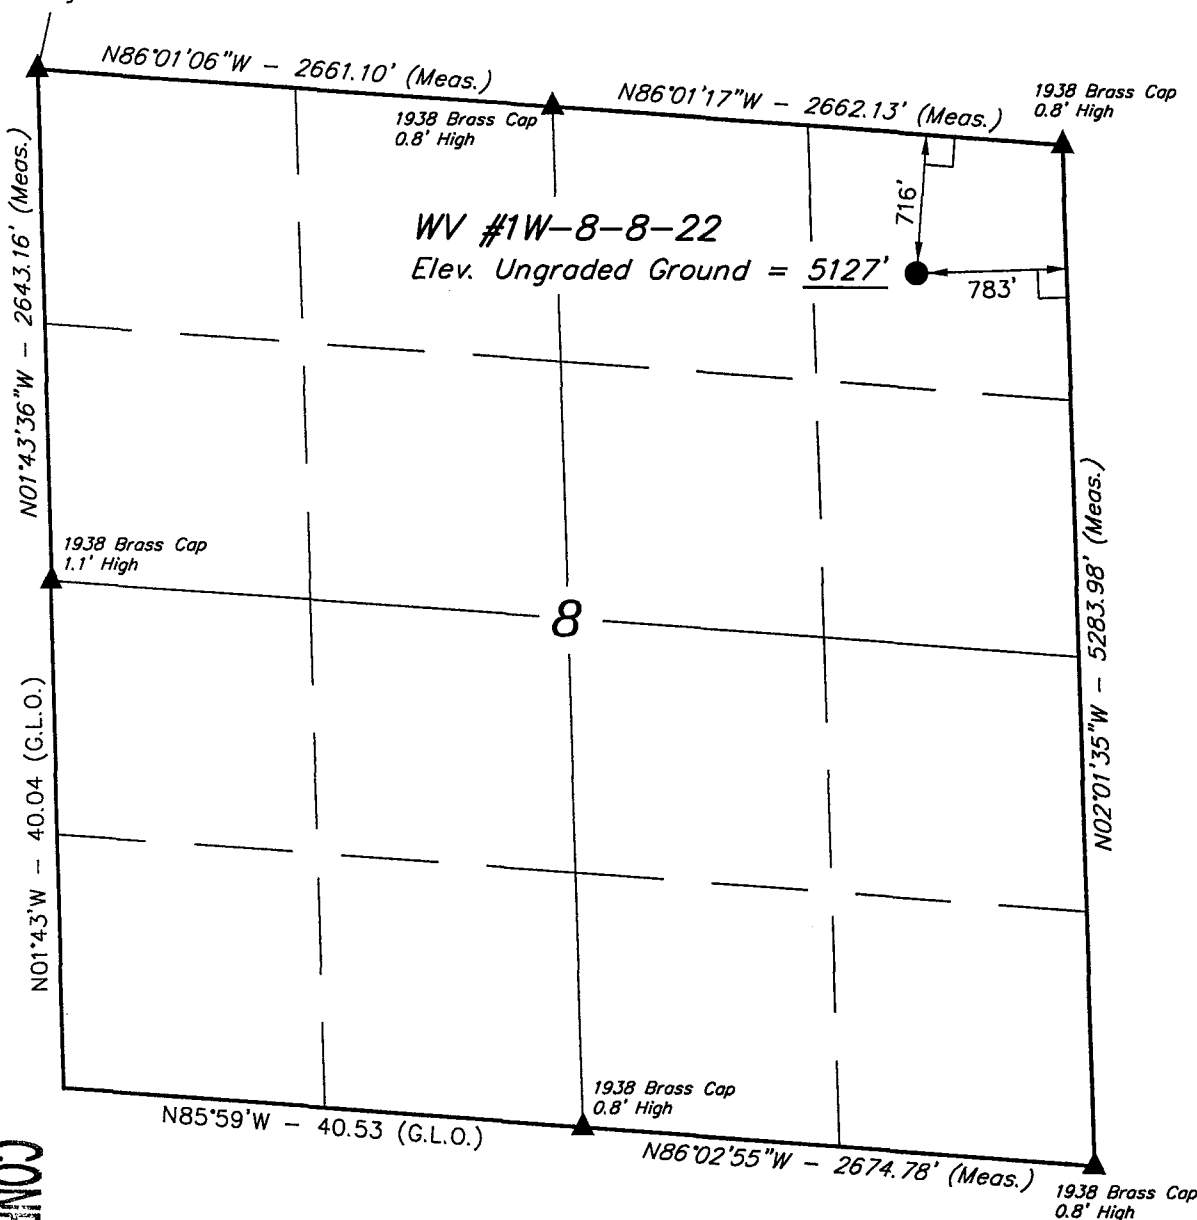 N86°01'06"W – 2661.10' (Meas.)
N86°01'17"W – 2662.13' (Meas.)
1938 Brass Cap
0.8' High
1938 Brass Cap
0.8' High
N01°43'36"W – 2643.16' (Meas.)
716'
WV #1W–8–8–22
Elev. Ungraded Ground = 5127'
783'
1938 Brass Cap
1.1' High
8
N02°01'35"W – 5283.98' (Meas.)
N01°43'W – 40.04 (G.L.O.)
1938 Brass Cap
0.8' High
N85°59'W – 40.53 (G.L.O.)
N86°02'55"W – 2674.78' (Meas.)
1938 Brass Cap
0.8' High